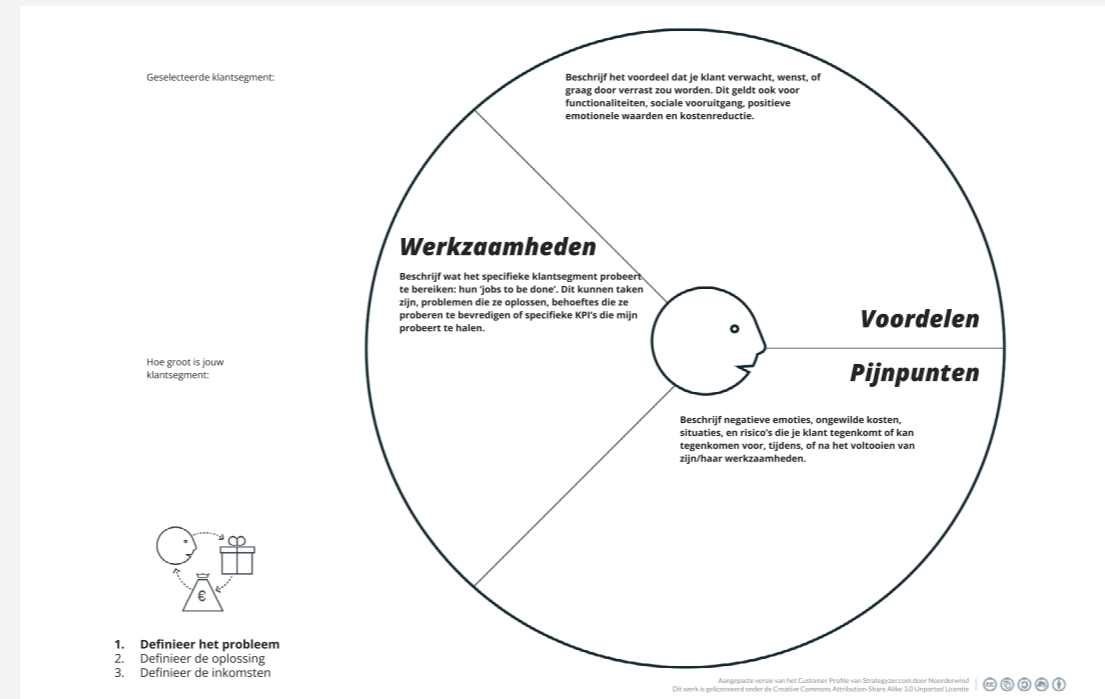 Geselecteerde klantsegment:
Beschrijf het voordeel dat je klant verwacht, wenst, of
graag door verrast zou worden. Dit geldt ook voor
functionaliteiten, sociale vooruitgang, positieve
emotionele waarden en kostenreductie.
Werkzaamheden
Beschrijf wat het specifieke klantsegment probeert
te bereiken: hun 'jobs to be done'. Dit kunnen taken
zijn, problemen die ze oplossen, behoeftes die ze
proberen te bevredigen of specifieke KPI's die mijn
probeert te halen.
Voordelen
Pijnpunten
Hoe groot is jouw
klantsegment:
Beschrijf negatieve emoties, ongewilde kosten,
situaties, en risico's die je klant tegenkomt of kan
tegenkomen voor, tijdens, of na het voltooien van
zijn/haar werkzaamheden.
€
1. Definieer het probleem
2. Definieer de oplossing
3. Definieer de inkomsten
Aangepaste versie van het Customer Profile van Strategyzer.com door Noorderwind
Dit werk is gelicenseerd onder de Creative Commons Attribution-Share Alike 3.0 Unported Licentie